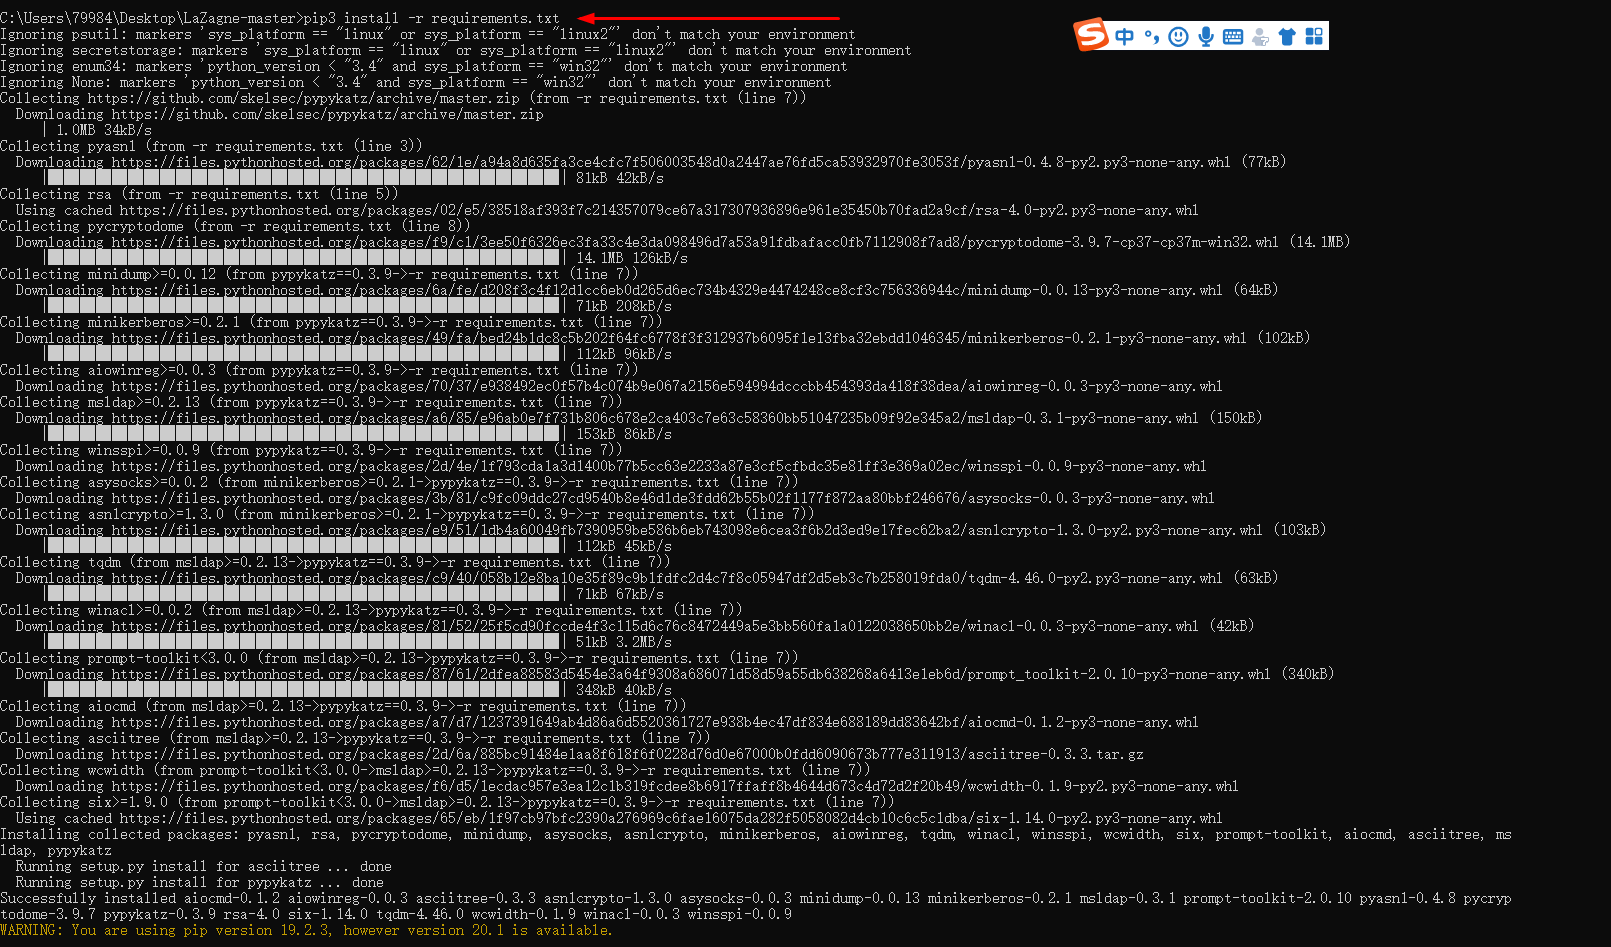 C:\Users\79984\Desktop\LaZagne-master>pip3 install -r requirements.txt
Ignoring psutil: markers 'sys_platform == "linux" or sys_platform == "linux2"' don't match your environment
Ignoring secretstorage: markers 'sys_platform == "linux" or sys_platform == "linux2"' don't match your environment
Ignoring enum34: markers 'python_version < "3.4" and sys_platform == "win32"' don't match your environment
Ignoring None: markers 'python_version < "3.4" and sys_platform == "win32"' don't match your environment
Collecting https://github.com/skelsec/pypykatz/archive/master.zip (from -r requirements.txt (line 7))
Downloading https://github.com/skelsec/pypykatz/archive/master.zip
| 1.0MB 34kB/s
Collecting pyasn1 (from -r requirements.txt (line 3))
Downloading https://files.pythonhosted.org/packages/62/1e/a94a8d635fa3ce4cfc7f506003548d0a2447ae76fd5ca53932970fe3053f/pyasn1-0.4.8-py2.py3-none-any.whl (77kB)
| 81kB 42kB/s
Collecting rsa (from -r requirements.txt (line 5))
Using cached https://files.pythonhosted.org/packages/02/e5/38518af393f7c214357079ce67a317307936896e961e35450b70fad2a9cf/rsa-4.0-py2.py3-none-any.whl
Collecting pycryptodome (from -r requirements.txt (line 8))
Downloading https://files.pythonhosted.org/packages/f9/c1/3ee50f6326ec3fa33c4e3da098496d7a53a91fdbafacc0fb7112908f7ad8/pycryptodome-3.9.7-cp37-cp37m-win32.whl (14.1MB)
| 14.1MB 126kB/s
Collecting minidump>=0.0.12 (from pypykatz==0.3.9->-r requirements.txt (line 7))
Downloading https://files.pythonhosted.org/packages/6a/fe/d208f3c4f12d1cc6eb0d265d6ec734b4329e4474248ce8cf3c756336944c/minidump-0.0.13-py3-none-any.whl (64kB)
| 71kB 208kB/s
Collecting minikerberos>=0.2.1 (from pypykatz==0.3.9->-r requirements.txt (line 7))
Downloading https://files.pythonhosted.org/packages/49/fa/bed24b1dc8c5b202f64fc6778f3f312937b6095f1e13fba32ebdd1046345/minikerberos-0.2.1-py3-none-any.whl (102kB)
| 112kB 96kB/s
Collecting aiowinreg>=0.0.3 (from pypykatz==0.3.9->-r requirements.txt (line 7))
Downloading https://files.pythonhosted.org/packages/70/37/e938492ec0f57b4c074b9e067a2156e594994dcccbb454393da418f38dea/aiowinreg-0.0.3-py3-none-any.whl
Collecting msldap>=0.2.13 (from pypykatz==0.3.9->-r requirements.txt (line 7))
Downloading https://files.pythonhosted.org/packages/a6/85/e96ab0e7f731b806c678e2ca403c7e63c58360bb51047235b09f92e345a2/msldap-0.3.1-py3-none-any.whl (150kB)
| 153kB 86kB/s
Collecting winsspi>=0.0.9 (from pypykatz==0.3.9->-r requirements.txt (line 7))
Downloading https://files.pythonhosted.org/packages/2d/4e/1f793cda1a3d1400b77b5cc63e2233a87e3cf5cfbdc35e81ff3e369a02ec/winsspi-0.0.9-py3-none-any.whl
Collecting asysocks>=0.0.2 (from minikerberos>=0.2.1->pypykatz==0.3.9->-r requirements.txt (line 7))
Downloading https://files.pythonhosted.org/packages/3b/81/c9fc09ddc27cd9540b8e46d1de3fdd62b55b02f1177f872aa80bbf246676/asysocks-0.0.3-py3-none-any.whl
Collecting asn1crypto>=1.3.0 (from minikerberos>=0.2.1->pypykatz==0.3.9->-r requirements.txt (line 7))
Downloading https://files.pythonhosted.org/packages/e9/51/1db4a60049fb7390959be586b6eb743098e6cea3f6b2d3ed9e17fec62ba2/asn1crypto-1.3.0-py2.py3-none-any.whl (103kB)
| 112kB 45kB/s
Collecting tqdm (from msldap>=0.2.13->pypykatz==0.3.9->-r requirements.txt (line 7))
Downloading https://files.pythonhosted.org/packages/c9/40/058b12e8ba10e35f89c9b1fdfc2d4c7f8c05947df2d5eb3c7b258019fda0/tqdm-4.46.0-py2.py3-none-any.whl (63kB)
| 71kB 67kB/s
Collecting winacl>=0.0.2 (from msldap>=0.2.13->pypykatz==0.3.9->-r requirements.txt (line 7))
Downloading https://files.pythonhosted.org/packages/81/52/25f5cd90fccde4f3c115d6c76c8472449a5e3bb560fa1a0122038650bb2e/winacl-0.0.3-py3-none-any.whl (42kB)
| 51kB 3.2MB/s
Collecting prompt-toolkit<3.0.0 (from msldap>=0.2.13->pypykatz==0.3.9->-r requirements.txt (line 7))
Downloading https://files.pythonhosted.org/packages/87/61/2dfea88583d5454e3a64f9308a686071d58d59a55db638268a6413e1eb6d/prompt_toolkit-2.0.10-py3-none-any.whl (340kB)
| 348kB 40kB/s
Collecting aiocmd (from msldap>=0.2.13->pypykatz==0.3.9->-r requirements.txt (line 7))
Downloading https://files.pythonhosted.org/packages/a7/d7/1237391649ab4d86a6d5520361727e938b4ec47df834e688189dd83642bf/aiocmd-0.1.2-py3-none-any.whl
Collecting asciitree (from msldap>=0.2.13->pypykatz==0.3.9->-r requirements.txt (line 7))
Downloading https://files.pythonhosted.org/packages/2d/6a/885bc91484e1aa8f618f6f0228d76d0e67000b0fdd6090673b777e311913/asciitree-0.3.3.tar.gz
Collecting wcwidth (from prompt-toolkit<3.0.0->msldap>=0.2.13->pypykatz==0.3.9->-r requirements.txt (line 7))
Downloading https://files.pythonhosted.org/packages/f6/d5/1ecdac957e3ea12c1b319fcdee8b6917ffaff8b4644d673c4d72d2f20b49/wcwidth-0.1.9-py2.py3-none-any.whl
Collecting six>=1.9.0 (from prompt-toolkit<3.0.0->msldap>=0.2.13->pypykatz==0.3.9->-r requirements.txt (line 7))
Using cached https://files.pythonhosted.org/packages/65/eb/1f97cb97bfc2390a276969c6fae16075da282f5058082d4cb10c6c5c1dba/six-1.14.0-py2.py3-none-any.whl
Installing collected packages: pyasn1, rsa, pycryptodome, minidump, asysocks, asn1crypto, minikerberos, aiowinreg, tqdm, winacl, winsspi, wcwidth, six, prompt-toolkit, aiocmd, asciitree, ms
ldap, pypykatz
Running setup.py install for asciitree ... done
Running setup.py install for pypykatz ... done
Successfully installed aiocmd-0.1.2 aiowinreg-0.0.3 asciitree-0.3.3 asn1crypto-1.3.0 asysocks-0.0.3 minidump-0.0.13 minikerberos-0.2.1 msldap-0.3.1 prompt-toolkit-2.0.10 pyasn1-0.4.8 pycryp
todome-3.9.7 pypykatz-0.3.9 rsa-4.0 six-1.14.0 tqdm-4.46.0 wcwidth-0.1.9 winacl-0.0.3 winsspi-0.0.9
WARNING: You are using pip version 19.2.3, however version 20.1 is available.
S 中